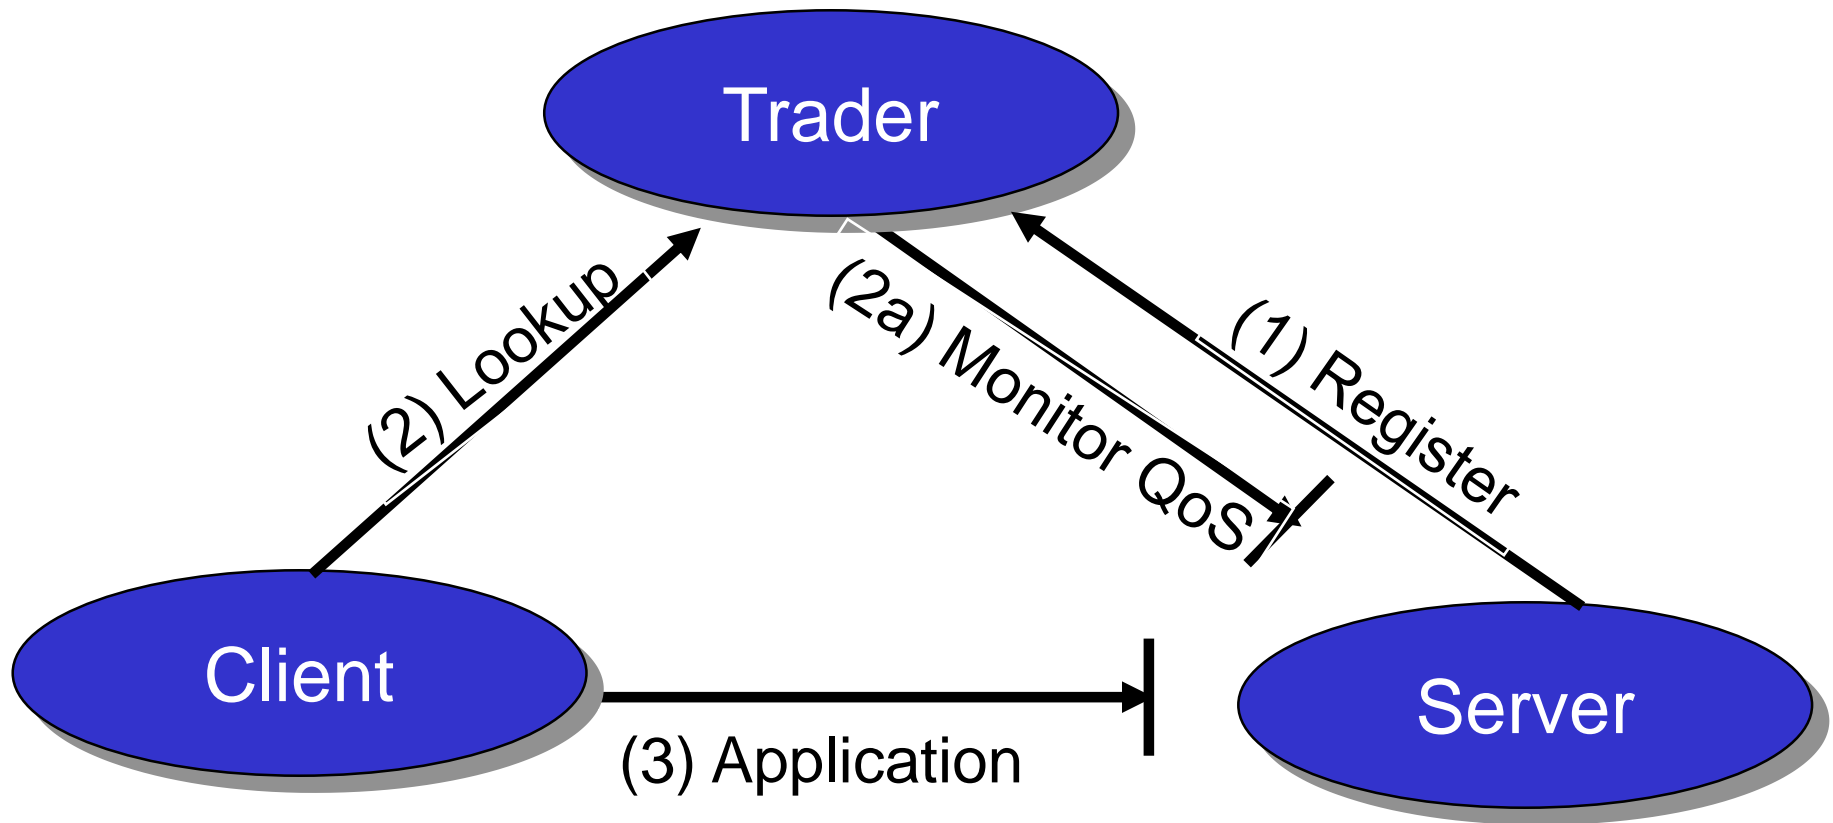 Trader
(2) Lookup
(2a) Monitor QoS
(1) Register
Client
Server
(3) Application